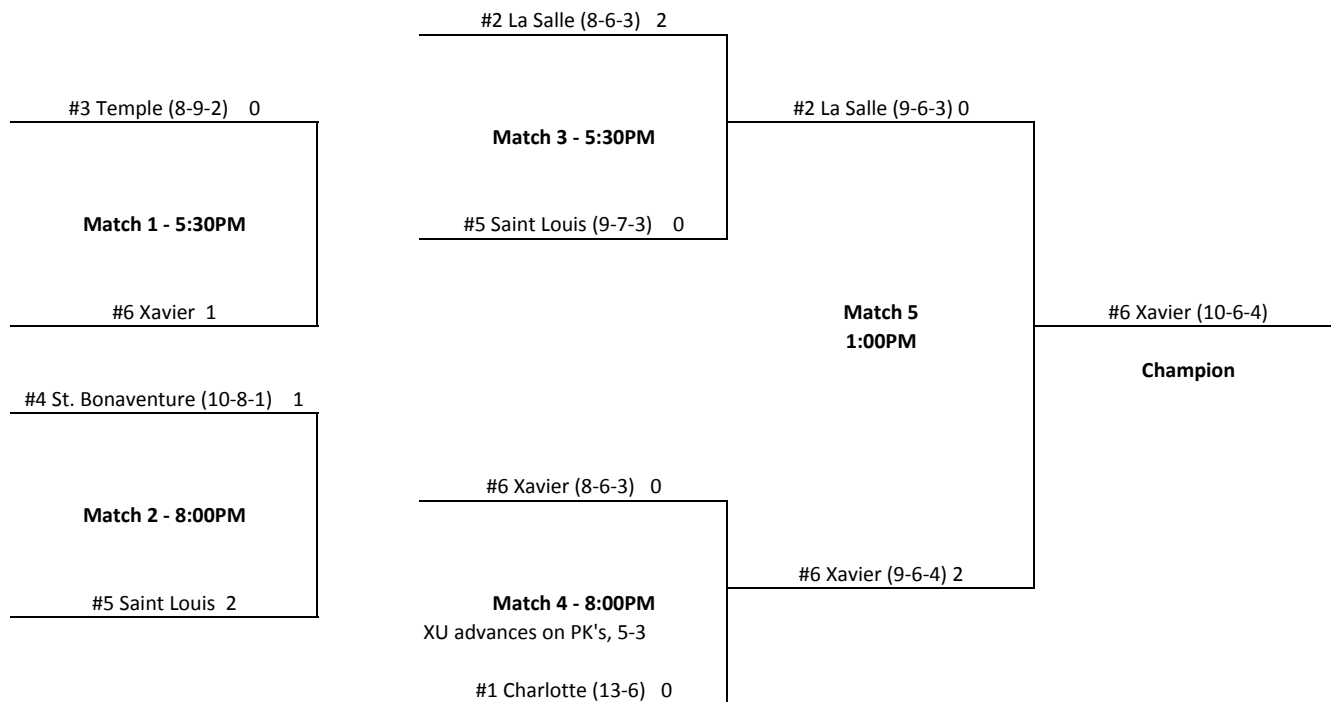 #2 La Salle (8-6-3) 2
#3 Temple (8-9-2) 0
#2 La Salle (9-6-3) 0
Match 3 - 5:30PM
Match 1 - 5:30PM
#5 Saint Louis (9-7-3) 0
#6 Xavier 1
Match 5
1:00PM
#6 Xavier (10-6-4)
Champion
#4 St. Bonaventure (10-8-1) 1
#6 Xavier (8-6-3) 0
Match 2 - 8:00PM
#6 Xavier (9-6-4) 2
#5 Saint Louis 2
Match 4 - 8:00PM
XU advances on PK's, 5-3
#1 Charlotte (13-6) 0